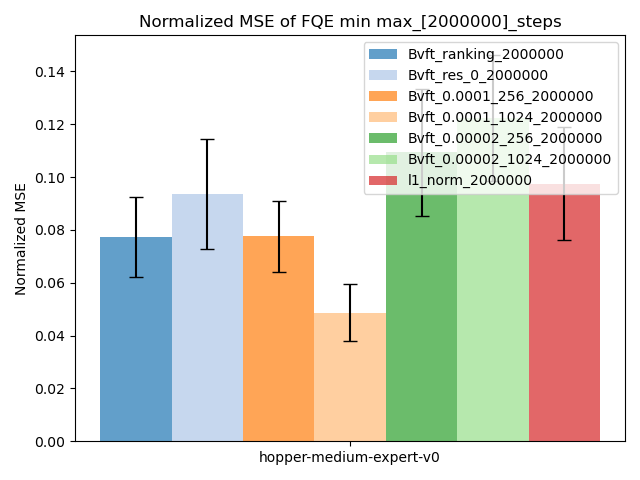 Normalized MSE of FQE min max_[2000000]_steps
Bvft_ranking_2000000
Bvft_res_0_2000000
Bvft_0.0001_256_2000000
Bvft_0.0001_1024_2000000
Bvft_0.00002_256_2000000
Bvft_0.00002_1024_2000000
l1_norm_2000000
Normalized MSE
0.14
0.12
0.10
0.08
0.06
0.04
0.02
0.00
hopper-medium-expert-v0